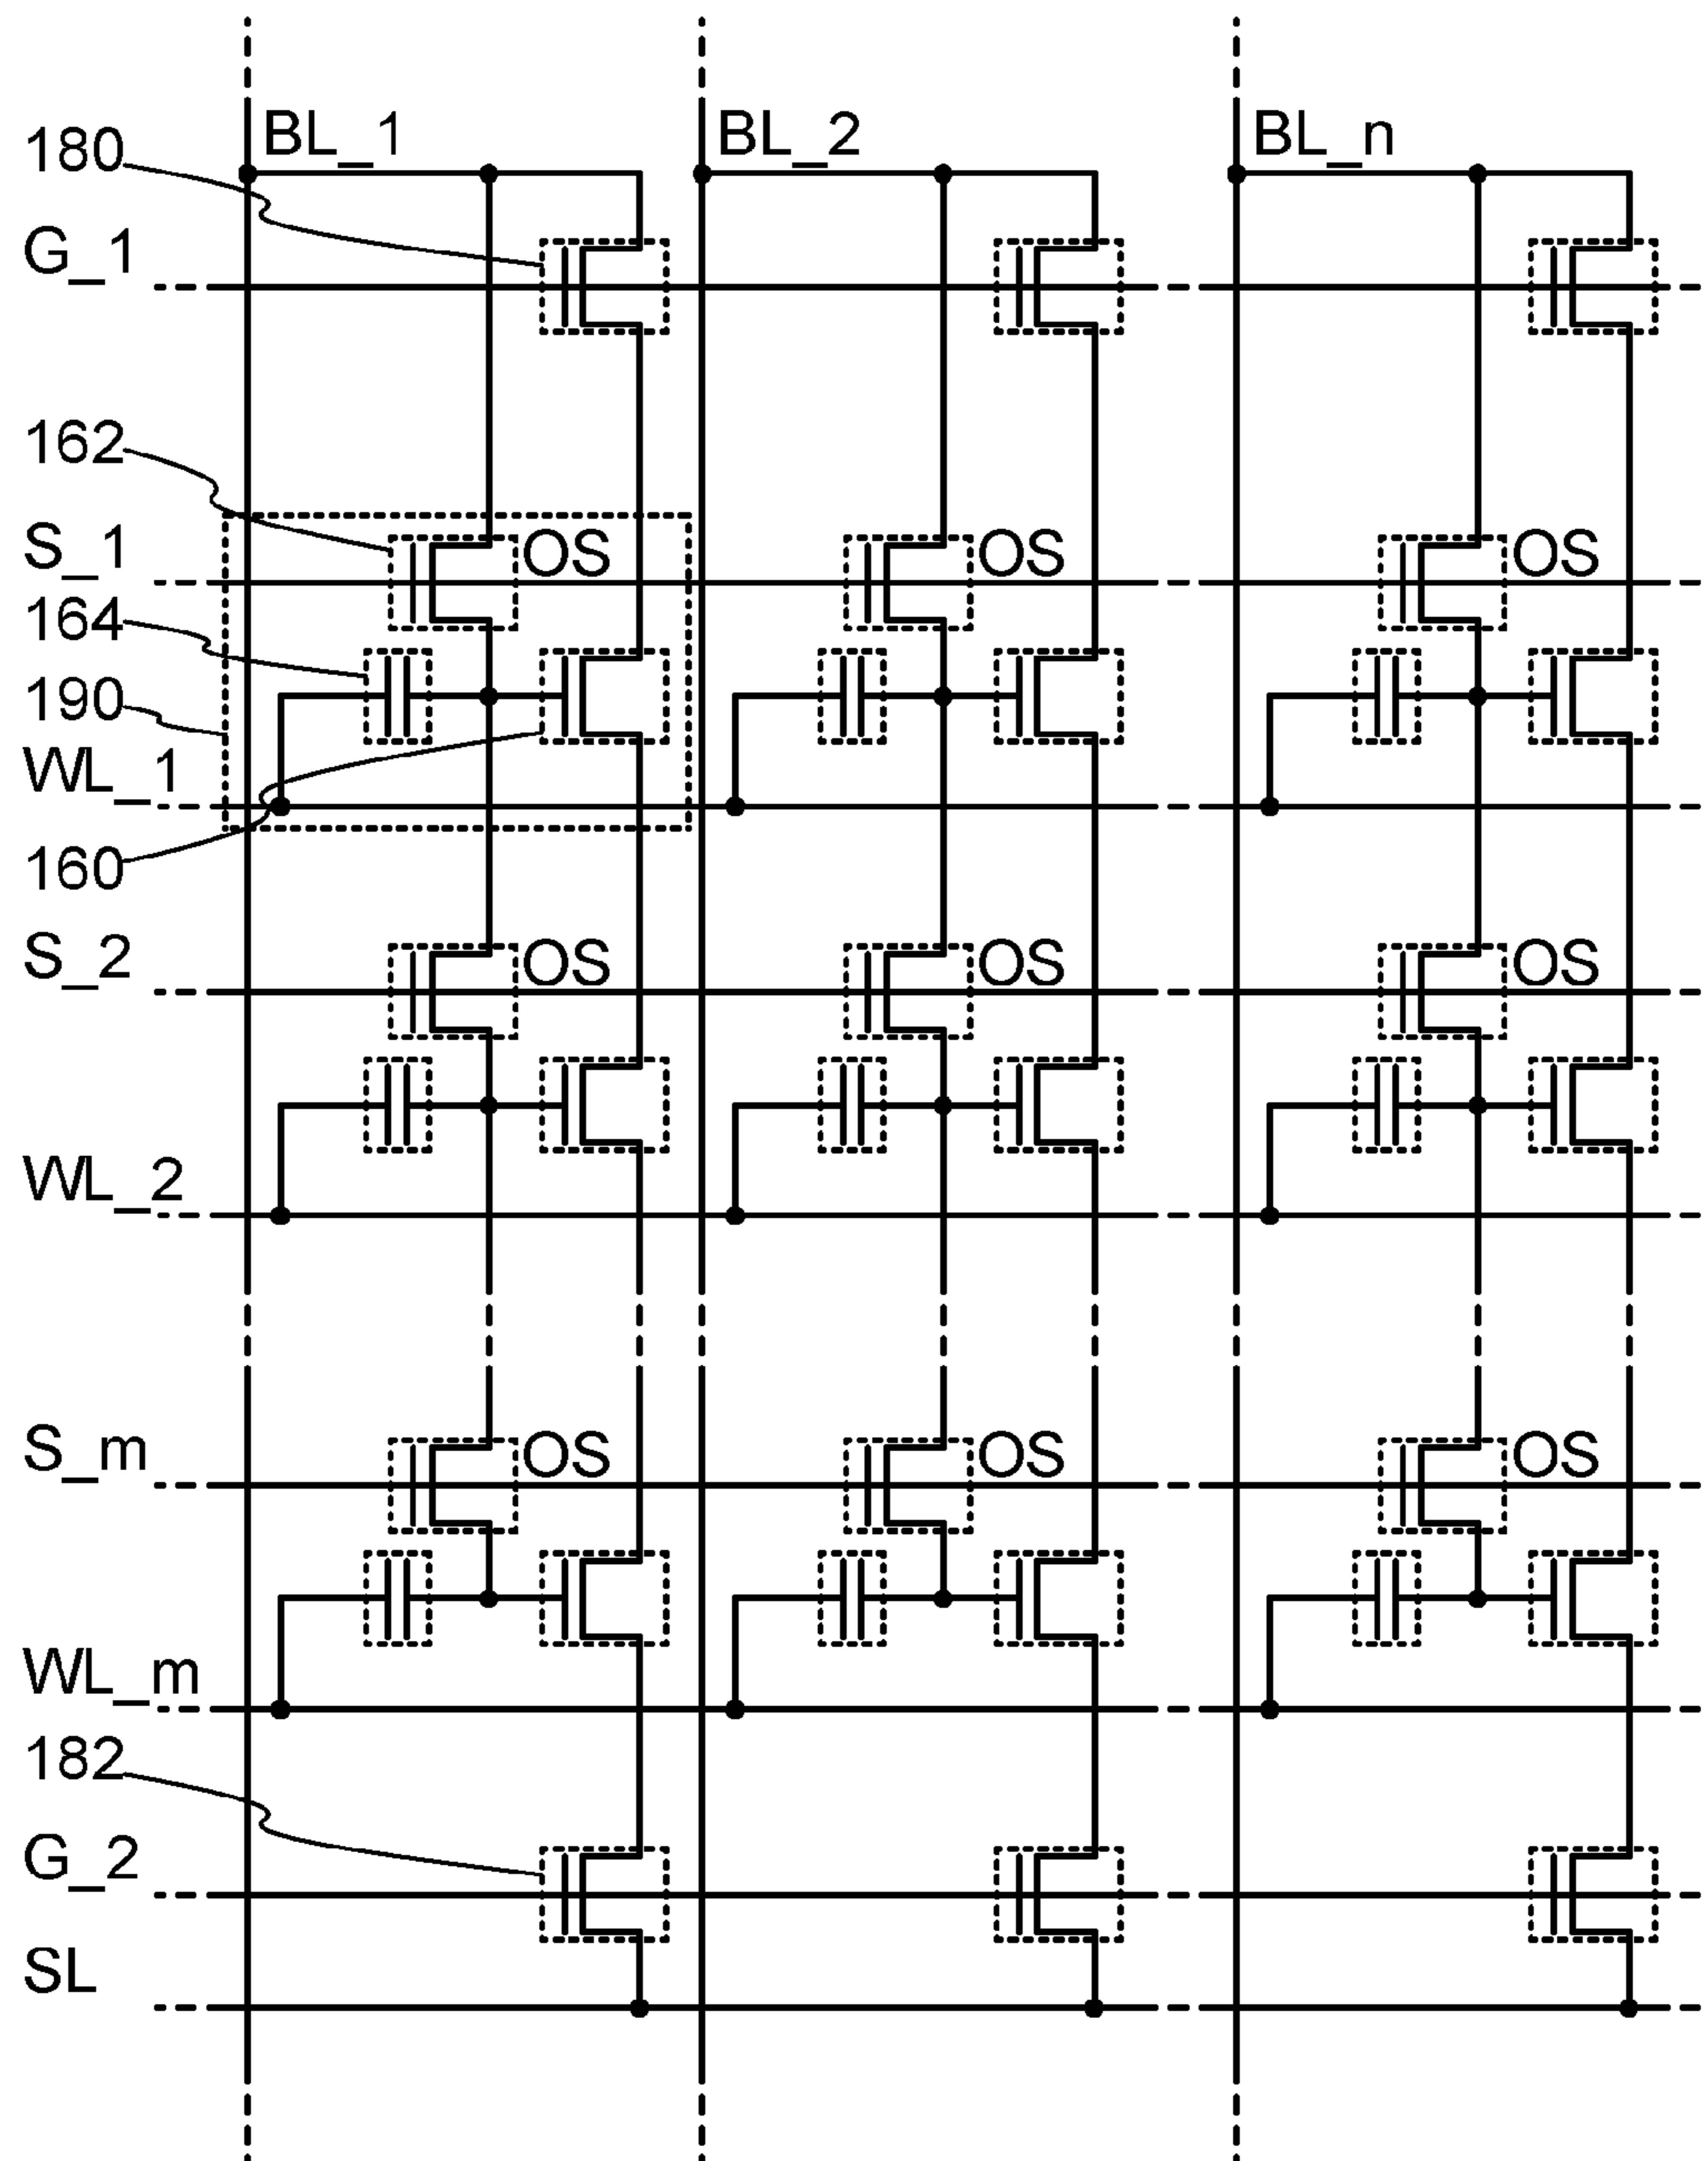 BL_1 BL_2 BL_n
180
G_1
162
S_1 OS OS OS
164
190
WL_1
160
S_2 OS OS OS
WL_2
S_m OS OS OS
WL_m
182
G_2
SL